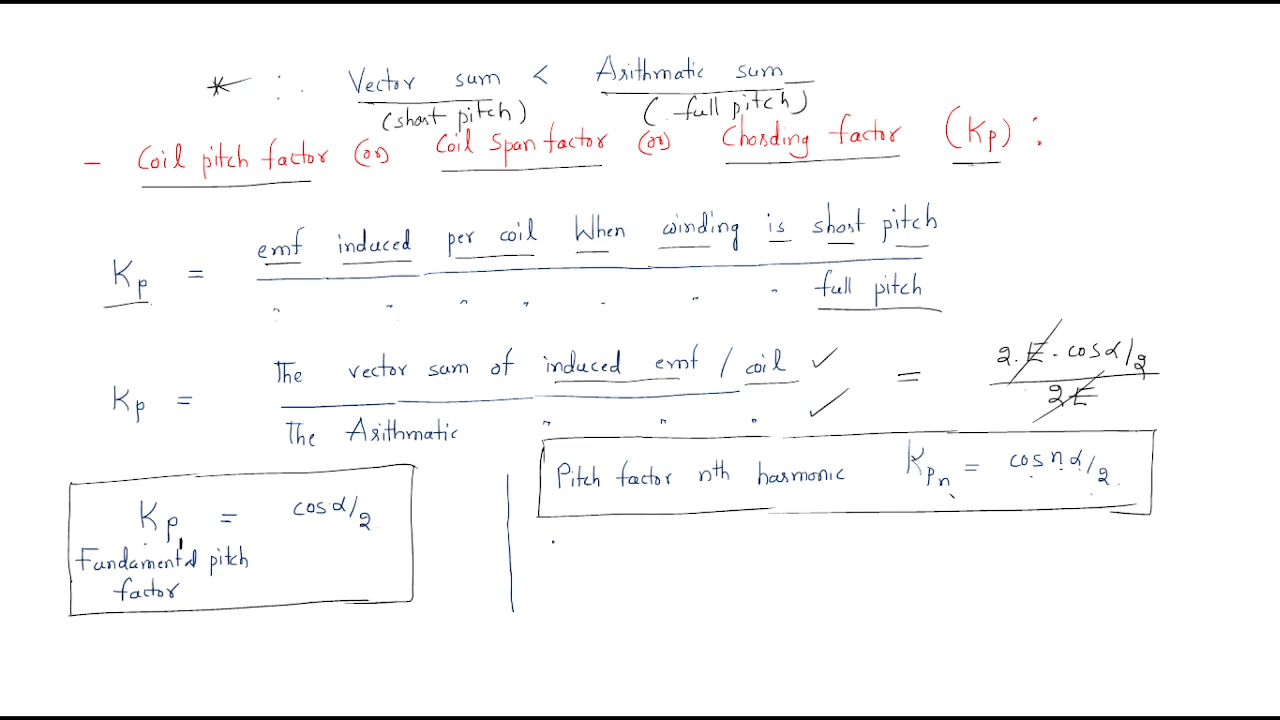 * ∴ Vector sum < Arithmatic sum
(short pitch) (full pitch)
- Coil pitch factor (or) Coil Span factor (or) Chording factor (Kp) :
emf induced per coil When winding is short pitch
Kp =
" " " " " " " full pitch
The vector sum of induced emf / coil ✓
Kp = = 2.E.cosα/2 / 2E
The Arithmatic " " " ✓
Pitch factor nth harmonic Kpn = cos nα/2
Kp = cosα/2
Fundamental pitch
factor